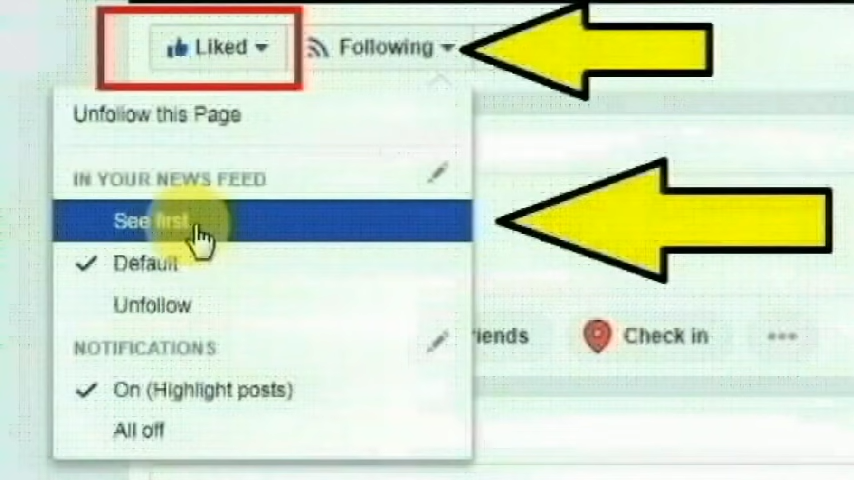 Liked Following
Unfollow this Page
IN YOUR NEWS FEED
See first
Default
Unfollow
riends Check in
NOTIFICATIONS
On (Highlight posts)
All off